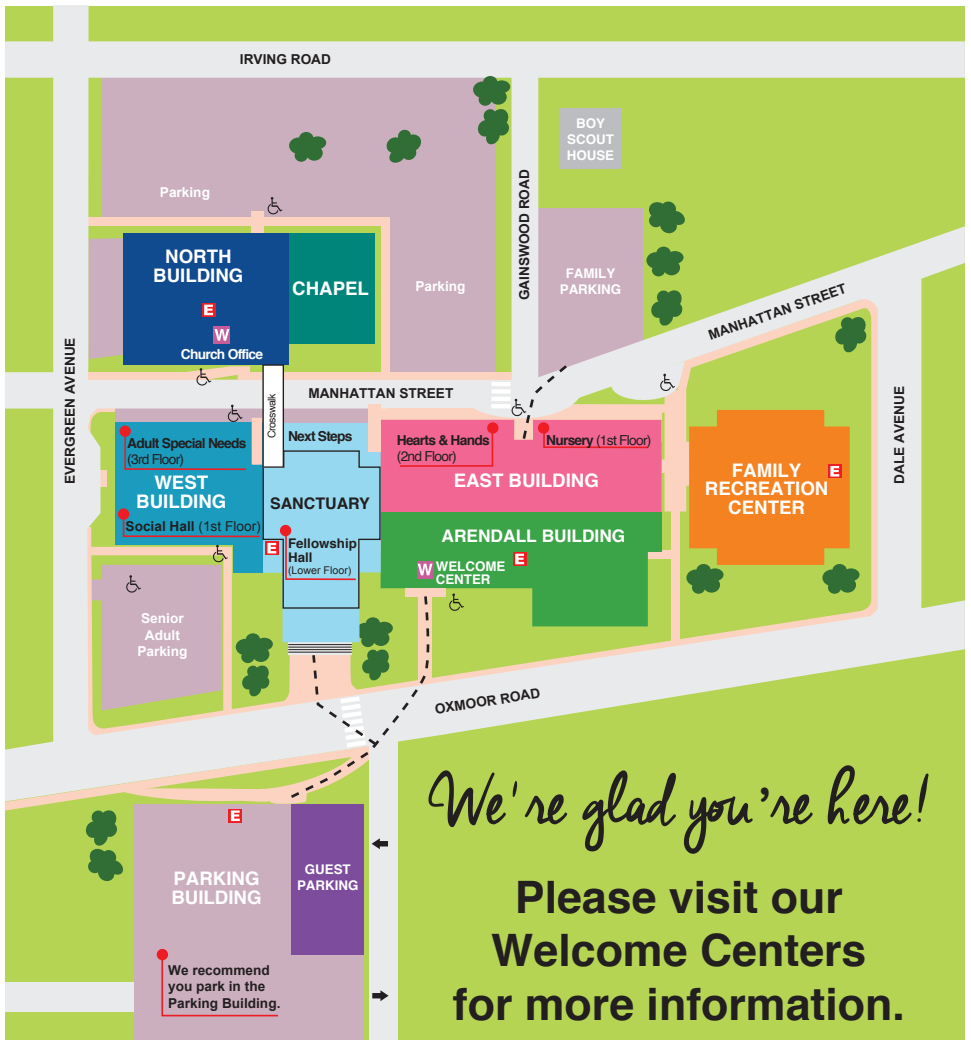 IRVING ROAD
BOY
SCOUT
HOUSE
Parking
GAINSWOOD ROAD
NORTH
BUILDING
CHAPEL
Parking
FAMILY
PARKING
E
W
Church Office
MANHATTAN STREET
EVERGREEN AVENUE
MANHATTAN STREET
Crosswalk
DALE AVENUE
Adult Special Needs
(3rd Floor)
Next Steps
Hearts & Hands
(2nd Floor)
Nursery (1st Floor)
WEST
BUILDING
SANCTUARY
EAST BUILDING
FAMILY
RECREATION
CENTER
E
Social Hall (1st Floor)
E
Fellowship
Hall
(Lower Floor)
ARENDALL BUILDING
W WELCOME
CENTER
E
Senior
Adult
Parking
OXMOOR ROAD
E
PARKING
BUILDING
GUEST
PARKING
We recommend
you park in the
Parking Building.
We're glad you're here!
Please visit our
Welcome Centers
for more information.